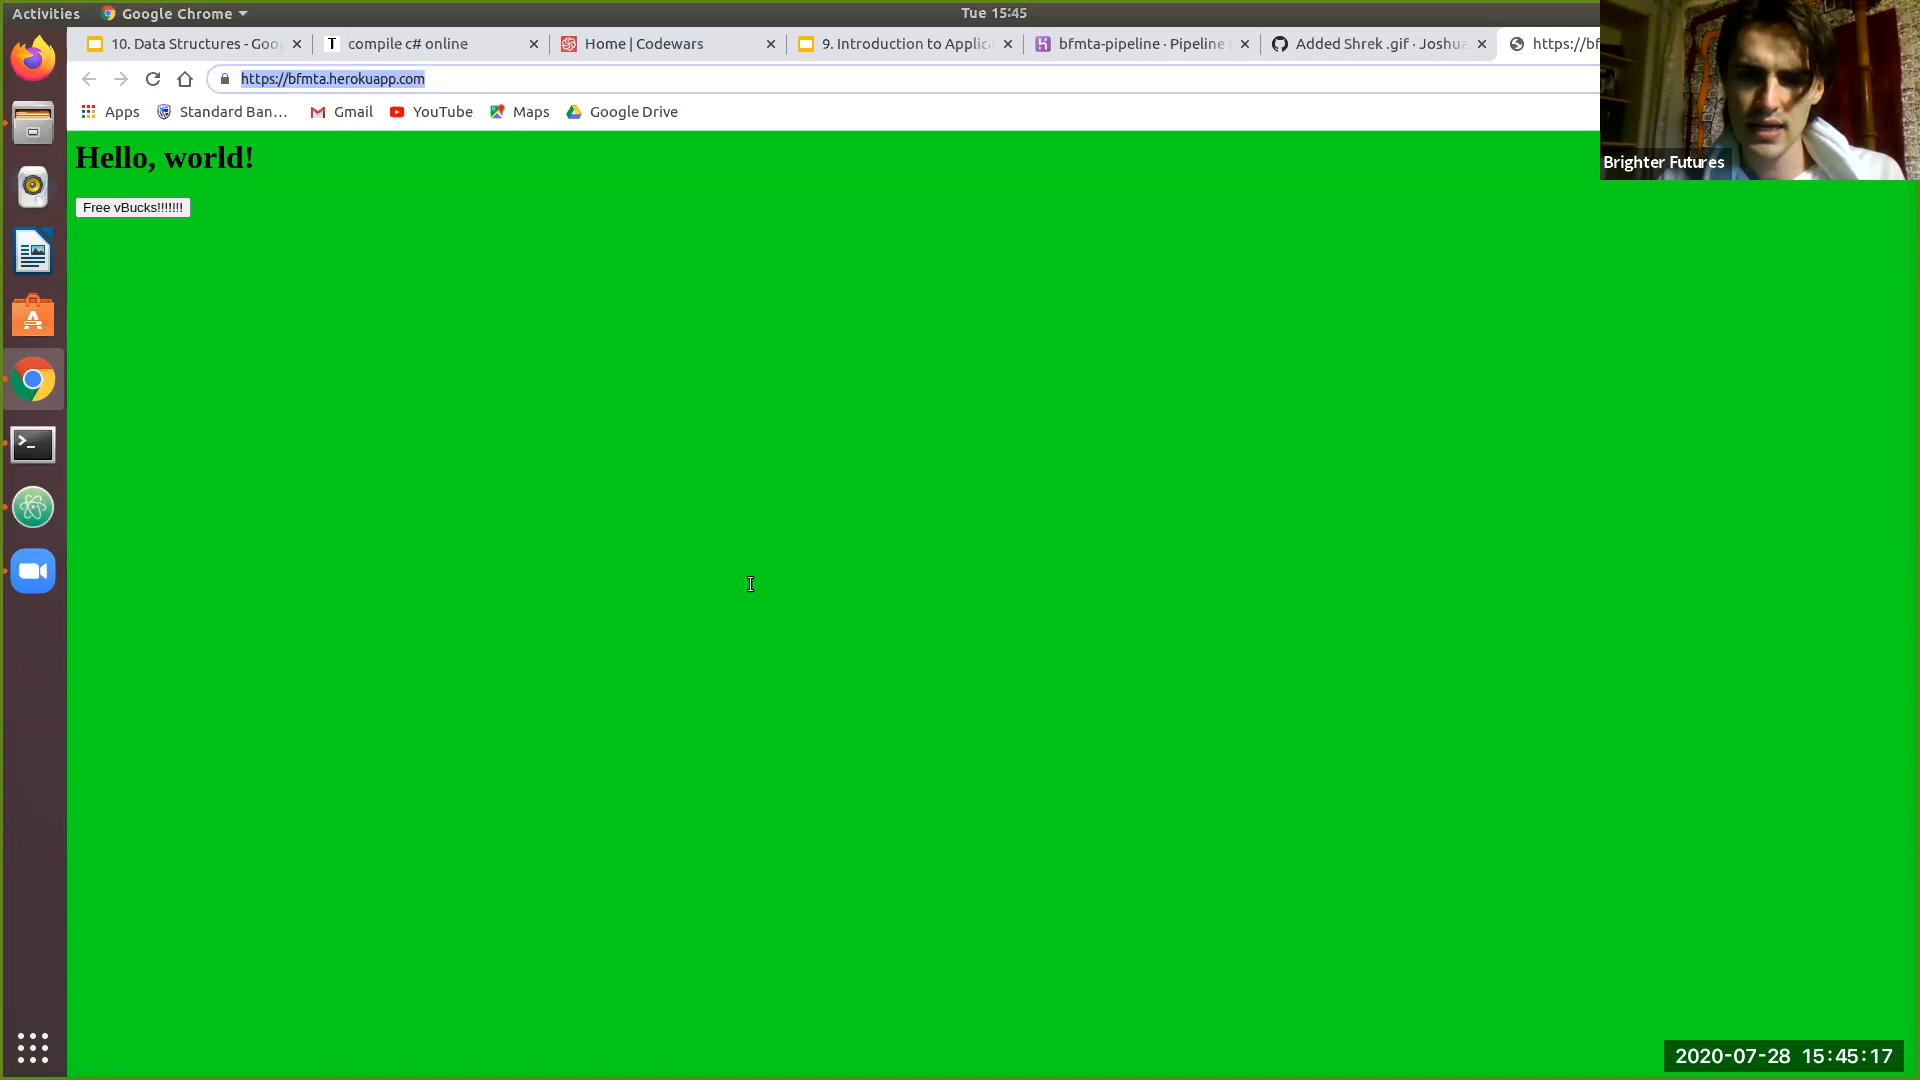 Activities
Google Chrome
Tue 15:45
10. Data Structures - Goo
compile c# online
Home | Codewars
9. Introduction to Applic
bfmta-pipeline · Pipeline
Added Shrek .gif · Joshua
https://bf
https://bfmta.herokuapp.com
Apps
Standard Ban...
Gmail
YouTube
Maps
Google Drive
Hello, world!
Brighter Futures
Free vBucks!!!!!!!
2020-07-28 15:45:17